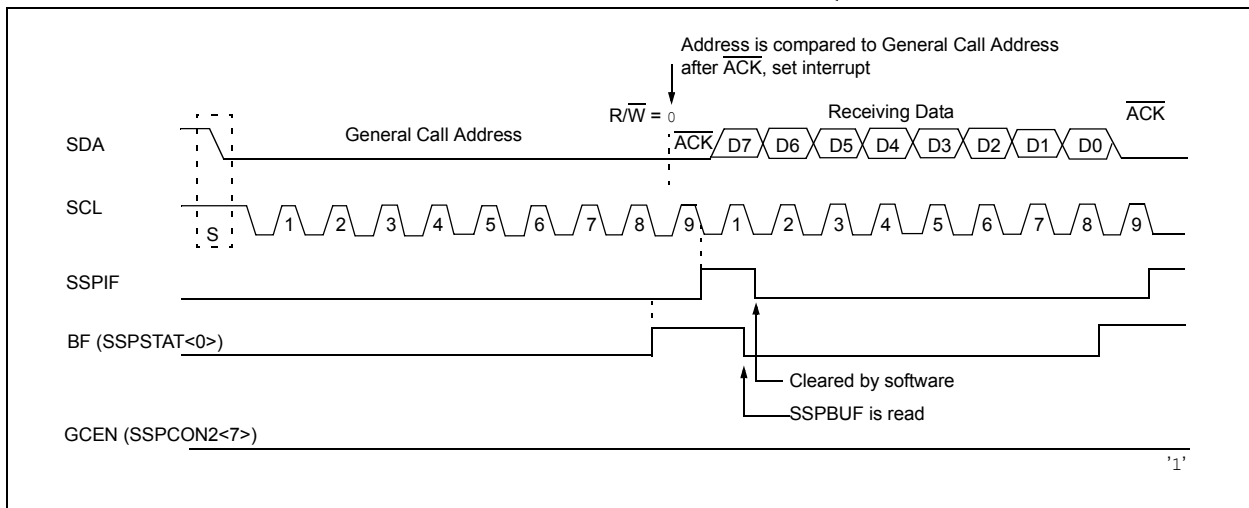 Address is compared to General Call Address
after ACK, set interrupt
R/W = 0
Receiving Data
ACK
General Call Address
SDA
ACK D7 D6 D5 D4 D3 D2 D1 D0
SCL
S
1 2 3 4 5 6 7 8 9 1 2 3 4 5 6 7 8 9
SSPIF
BF (SSPSTAT<0>)
Cleared by software
SSPBUF is read
GCEN (SSPCON2<7>)
’1’